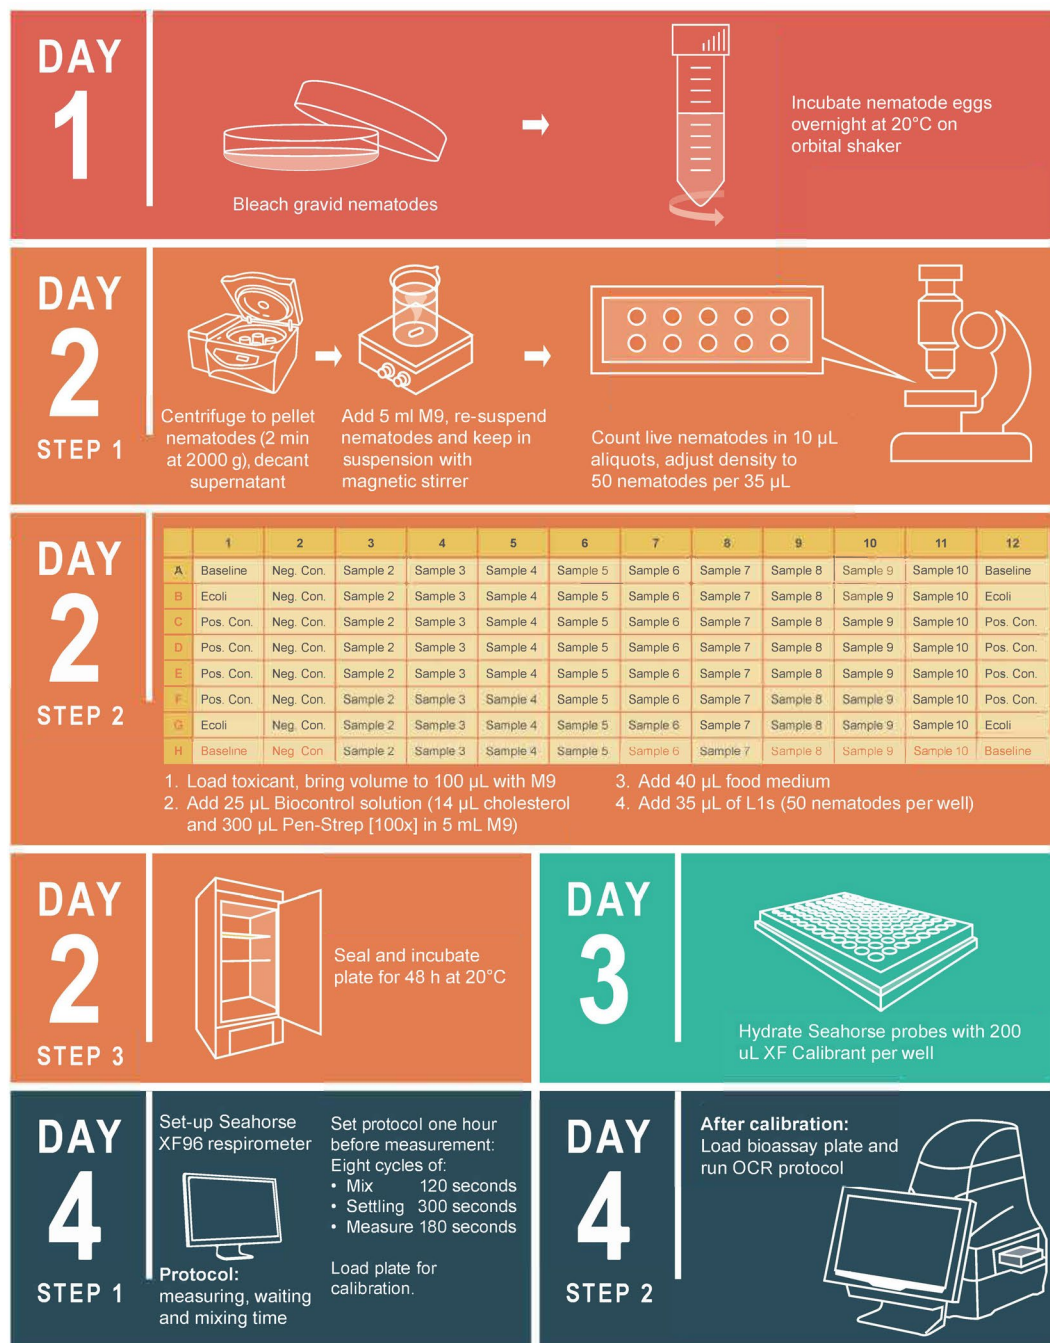 DAY
1
Bleach gravid nematodes
Incubate nematode eggs
overnight at 20°C on
orbital shaker
DAY
2
STEP 1
Centrifuge to pellet
nematodes (2 min
at 2000 g), decant
supernatant
Add 5 ml M9, re-suspend
nematodes and keep in
suspension with
magnetic stirrer
Count live nematodes in 10 µL
aliquots, adjust density to
50 nematodes per 35 µL
DAY
2
STEP 2
1 2 3 4 5 6 7 8 9 10 11 12
A Baseline Neg. Con. Sample 2 Sample 3 Sample 4 Sample 5 Sample 6 Sample 7 Sample 8 Sample 9 Sample 10 Baseline
B Ecoli Neg. Con. Sample 2 Sample 3 Sample 4 Sample 5 Sample 6 Sample 7 Sample 8 Sample 9 Sample 10 Ecoli
C Pos. Con. Neg. Con. Sample 2 Sample 3 Sample 4 Sample 5 Sample 6 Sample 7 Sample 8 Sample 9 Sample 10 Pos. Con.
D Pos. Con. Neg. Con. Sample 2 Sample 3 Sample 4 Sample 5 Sample 6 Sample 7 Sample 8 Sample 9 Sample 10 Pos. Con.
E Pos. Con. Neg. Con. Sample 2 Sample 3 Sample 4 Sample 5 Sample 6 Sample 7 Sample 8 Sample 9 Sample 10 Pos. Con.
F Pos. Con. Neg. Con. Sample 2 Sample 3 Sample 4 Sample 5 Sample 6 Sample 7 Sample 8 Sample 9 Sample 10 Pos. Con.
G Ecoli Neg. Con. Sample 2 Sample 3 Sample 4 Sample 5 Sample 6 Sample 7 Sample 8 Sample 9 Sample 10 Ecoli
H Baseline Neg. Con Sample 2 Sample 3 Sample 4 Sample 5 Sample 6 Sample 7 Sample 8 Sample 9 Sample 10 Baseline
1. Load toxicant, bring volume to 100 µL with M9
2. Add 25 µL Biocontrol solution (14 µL cholesterol
and 300 µL Pen-Strep [100x] in 5 mL M9)
3. Add 40 µL food medium
4. Add 35 µL of L1s (50 nematodes per well)
DAY
2
STEP 3
Seal and incubate
plate for 48 h at 20°C
DAY
3
Hydrate Seahorse probes with 200
uL XF Calibrant per well
DAY
4
STEP 1
Set-up Seahorse
XF96 respirometer
Protocol:
measuring, waiting
and mixing time
Set protocol one hour
before measurement:
Eight cycles of:
• Mix 120 seconds
• Settling 300 seconds
• Measure 180 seconds
Load plate for
calibration.
DAY
4
STEP 2
After calibration:
Load bioassay plate and
run OCR protocol